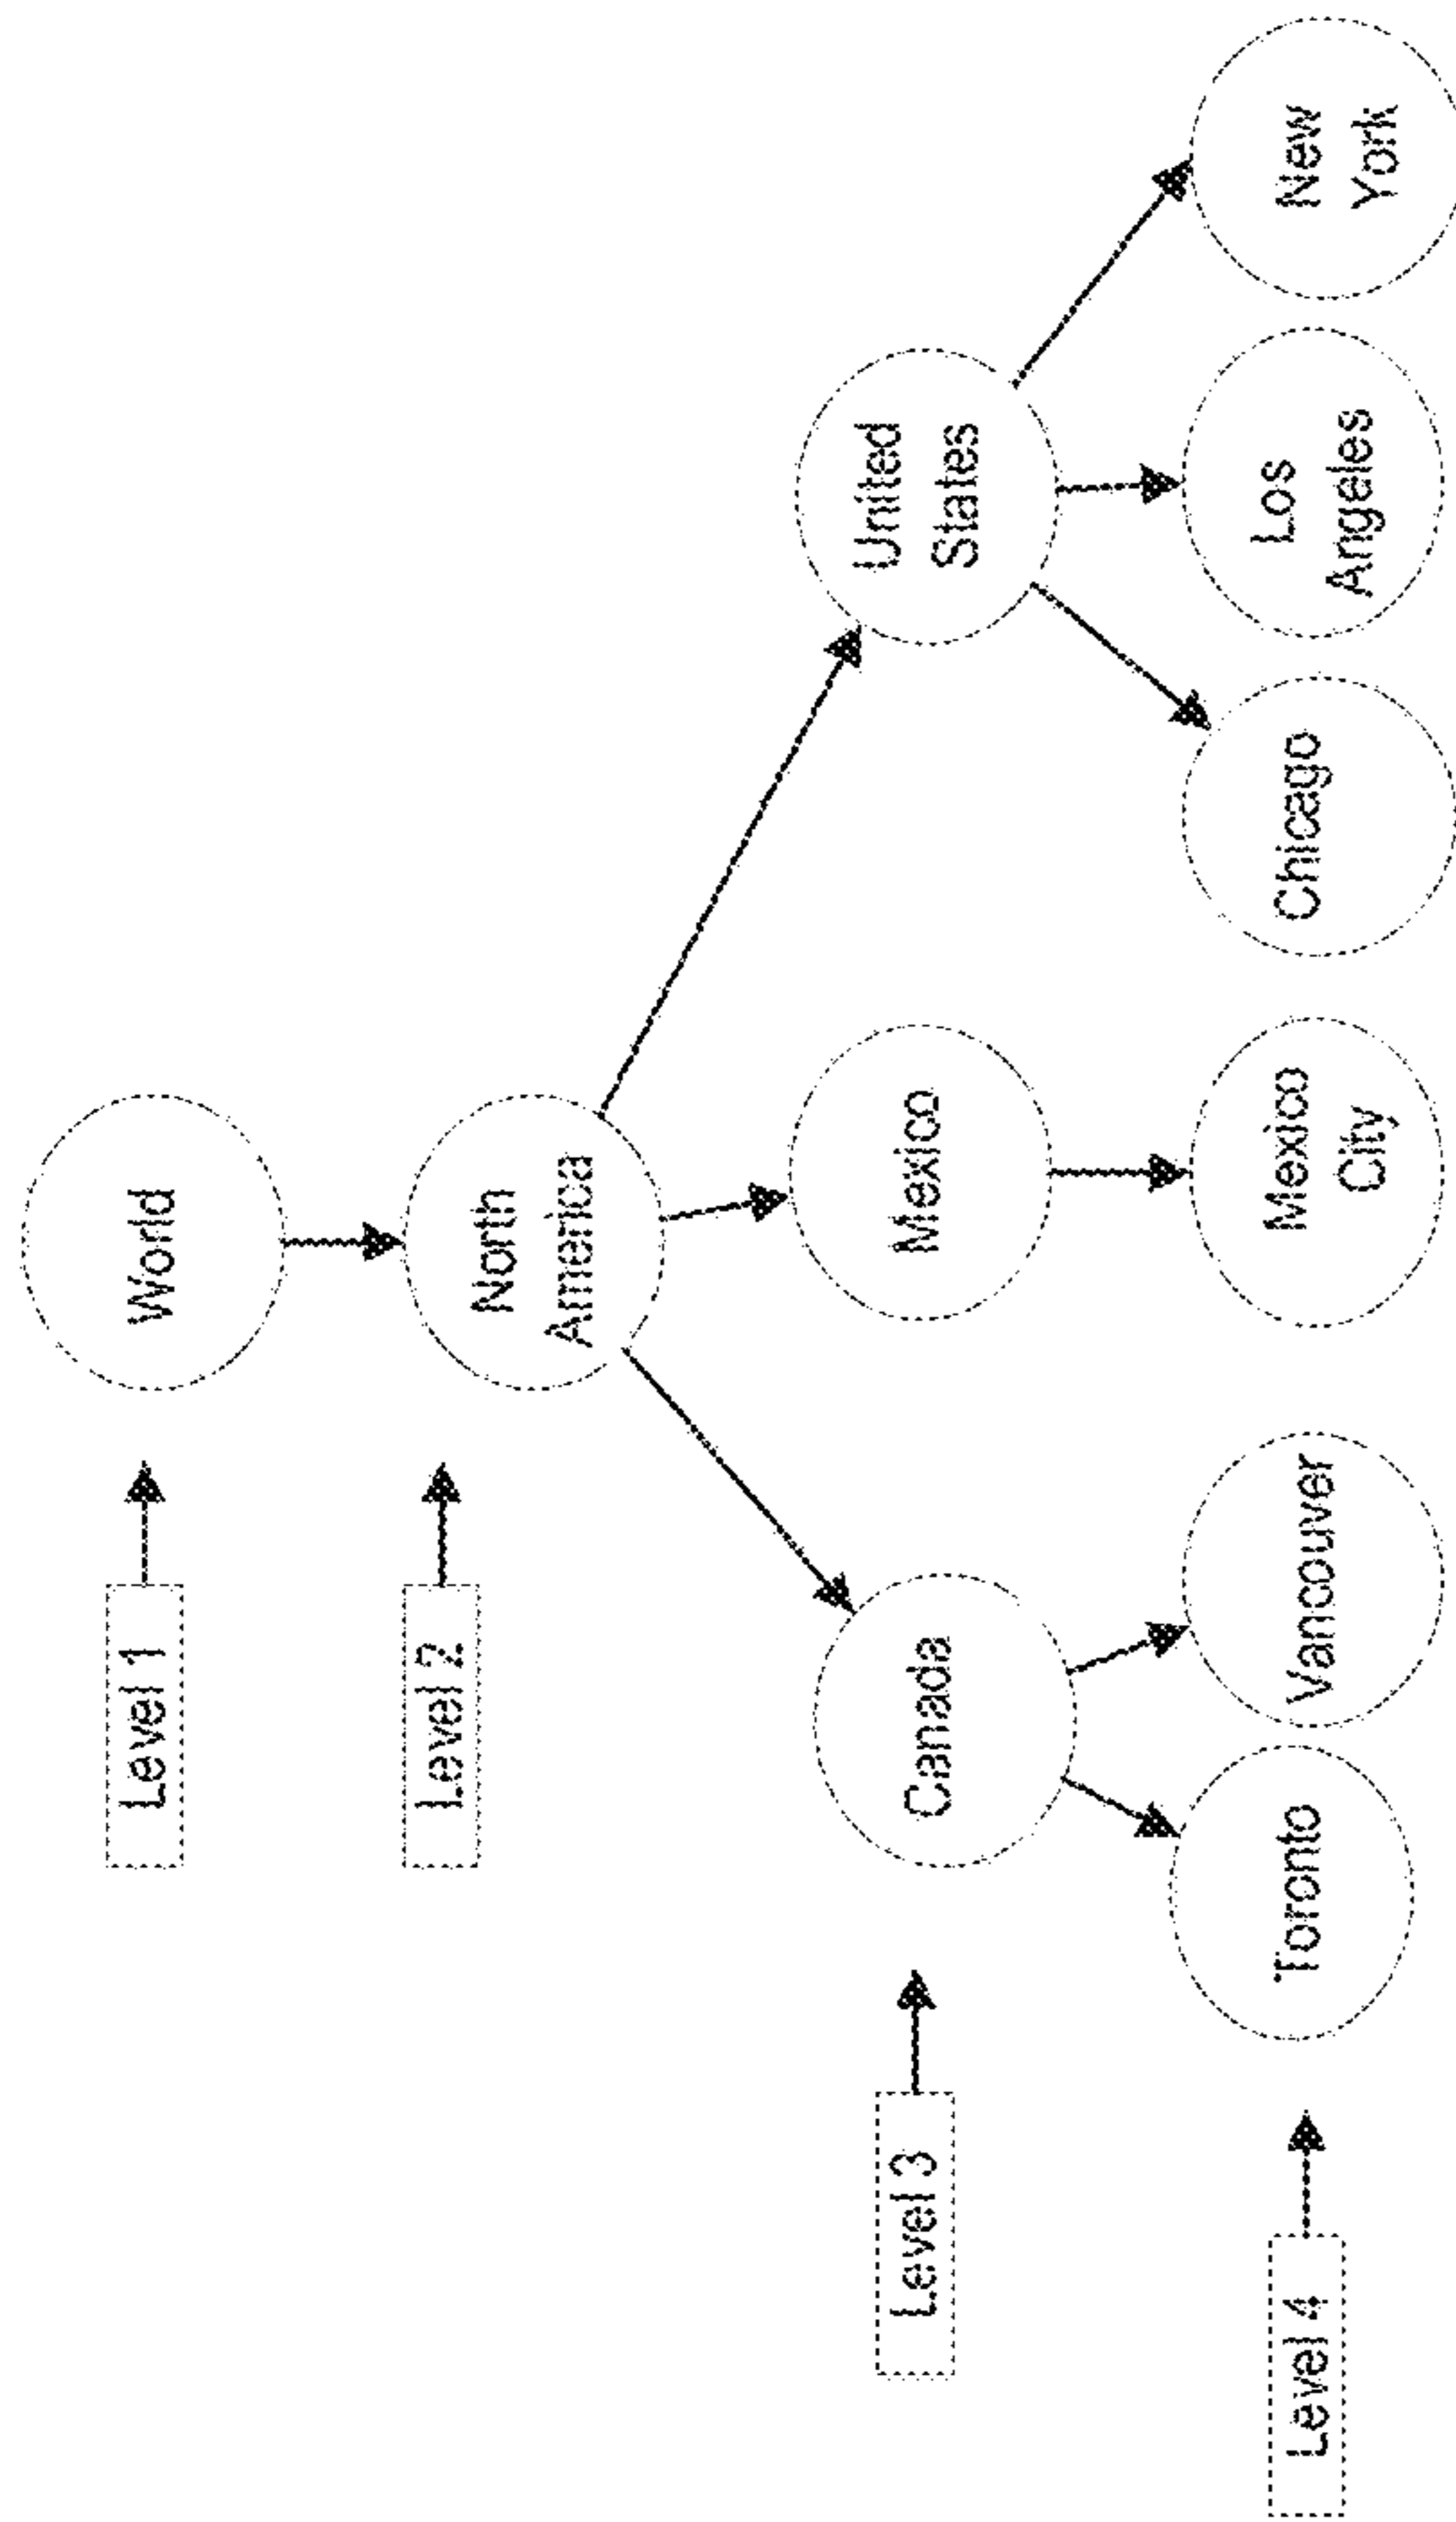 Level 1
World
Level 2
North
America
Level 3
Canada
Mexico
United
States
Level 4
Toronto
Vancouver
Mexico
City
Chicago
Los
Angeles
New
York